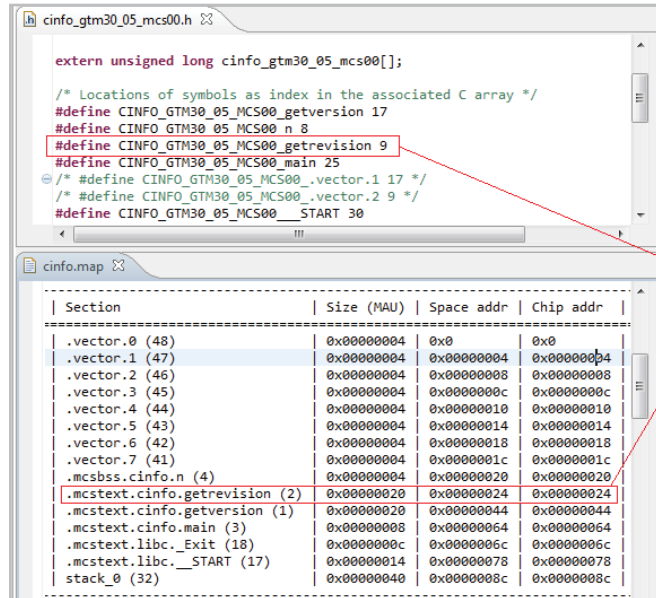 cinfo_gtm30_05_mcs00.h
extern unsigned long cinfo_gtm30_05_mcs00[];
/* Locations of symbols as index in the associated C array */
#define CINFO_GTM30_05_MCS00_getversion 17
#define CINFO_GTM30_05_MCS00_n 8
#define CINFO_GTM30_05_MCS00_getrevision 9
#define CINFO_GTM30_05_MCS00_main 25
/* #define CINFO_GTM30_05_MCS00_.vector.1 17 */
/* #define CINFO_GTM30_05_MCS00_.vector.2 9 */
#define CINFO_GTM30_05_MCS00___START 30
cinfo.map
| Section | Size (MAU) | Space addr | Chip addr |
| .vector.0 (48) | 0x00000004 | 0x0 | 0x0 |
| .vector.1 (47) | 0x00000004 | 0x00000004 | 0x00000004 |
| .vector.2 (46) | 0x00000004 | 0x00000008 | 0x00000008 |
| .vector.3 (45) | 0x00000004 | 0x0000000c | 0x0000000c |
| .vector.4 (44) | 0x00000004 | 0x00000010 | 0x00000010 |
| .vector.5 (43) | 0x00000004 | 0x00000014 | 0x00000014 |
| .vector.6 (42) | 0x00000004 | 0x00000018 | 0x00000018 |
| .vector.7 (41) | 0x00000004 | 0x0000001c | 0x0000001c |
| .mcsbss.cinfo.n (4) | 0x00000004 | 0x00000020 | 0x00000020 |
| .mcstext.cinfo.getrevision (2) | 0x00000020 | 0x00000024 | 0x00000024 |
| .mcstext.cinfo.getversion (1) | 0x00000020 | 0x00000044 | 0x00000044 |
| .mcstext.cinfo.main (3) | 0x00000008 | 0x00000064 | 0x00000064 |
| .mcstext.libc._Exit (18) | 0x0000000c | 0x0000006c | 0x0000006c |
| .mcstext.libc.__START (17) | 0x00000014 | 0x00000078 | 0x00000078 |
| stack_0 (32) | 0x00000040 | 0x0000008c | 0x0000008c |